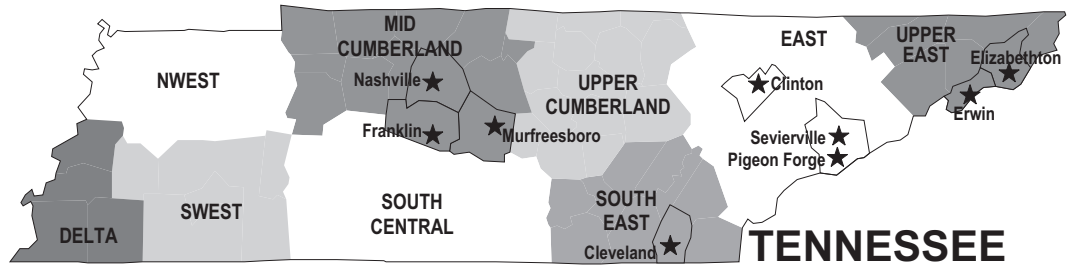 MID
CUMBERLAND
NWEST
Nashville
Franklin
Murfreesboro
UPPER
CUMBERLAND
EAST
UPPER
EAST
Elizabethton
Erwin
Clinton
Sevierville
Pigeon Forge
SOUTH
CENTRAL
SOUTH
EAST
Cleveland
SWEST
DELTA
TENNESSEE